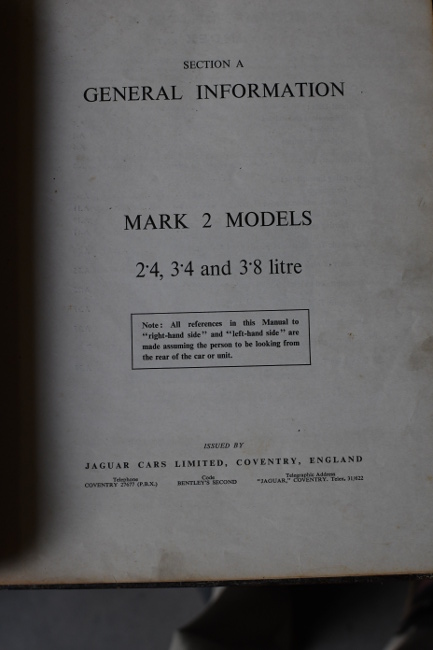 SECTION A
GENERAL INFORMATION
MARK 2 MODELS
2·4, 3·4 and 3·8 litre
Note: All references in this Manual to
"right-hand side" and "left-hand side" are
made assuming the person to be looking from
the rear of the car or unit.
ISSUED BY
JAGUAR CARS LIMITED, COVENTRY, ENGLAND
Telephone Code Telegraphic Address
COVENTRY 27677 (P.B.X.) BENTLEY'S SECOND "JAGUAR," COVENTRY. Telex. 31/622